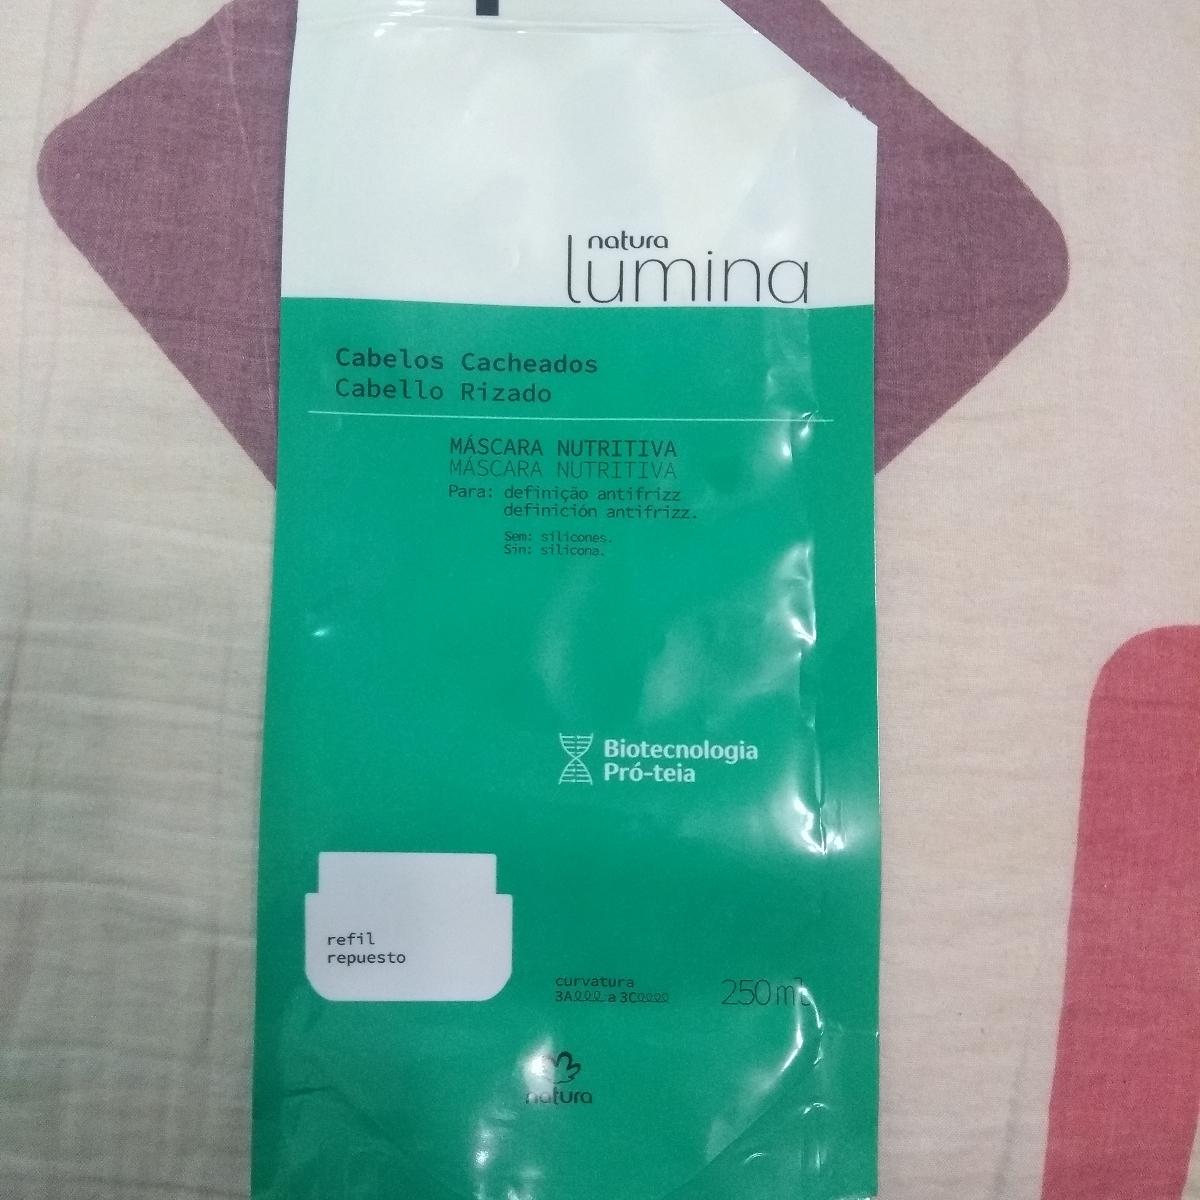 natura
lumina
Cabelos Cacheados
Cabello Rizado
MÁSCARA NUTRITIVA
MÁSCARA NUTRITIVA
Para: definição antifrizz
definición antifrizz.
Sem: silicones.
Sin: silicona.
Biotecnologia
Pró-teia
refil
repuesto
curvatura
3A a 3C
250ml
natura